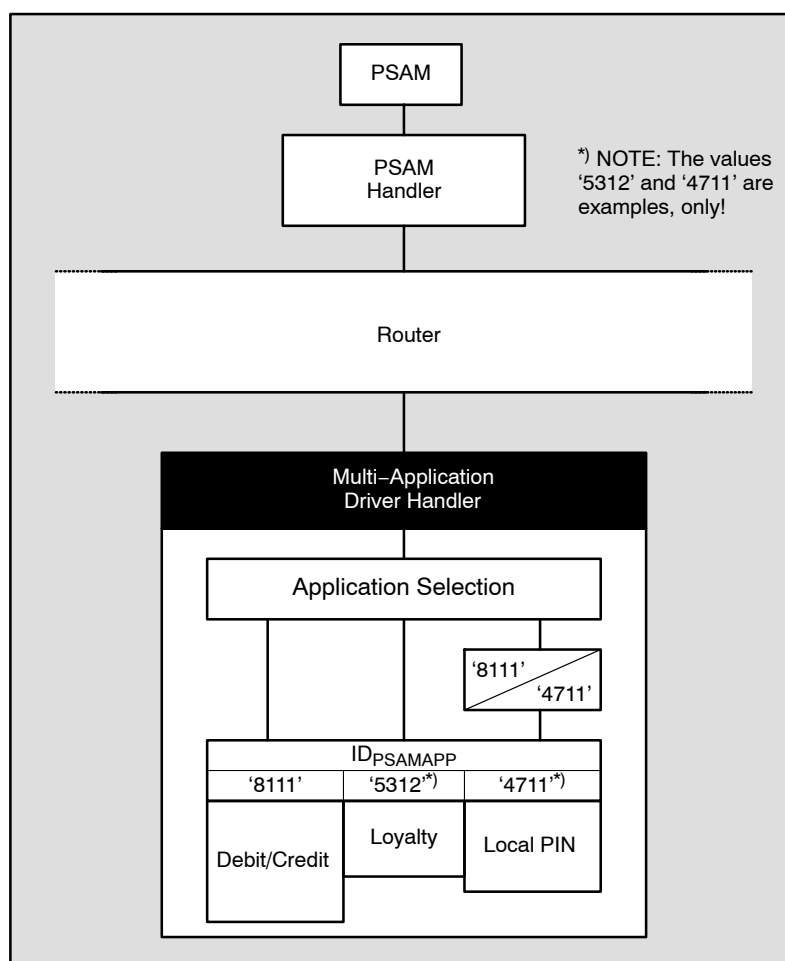 PSAM
PSAM
Handler
*) NOTE: The values
‘5312’ and ‘4711’ are
examples, only!
Router
Multi−Application
Driver Handler
Application Selection
‘8111’
‘4711’
IDPSAMAPP
‘8111’ ‘5312’*) ‘4711’*)
Debit/Credit Loyalty Local PIN